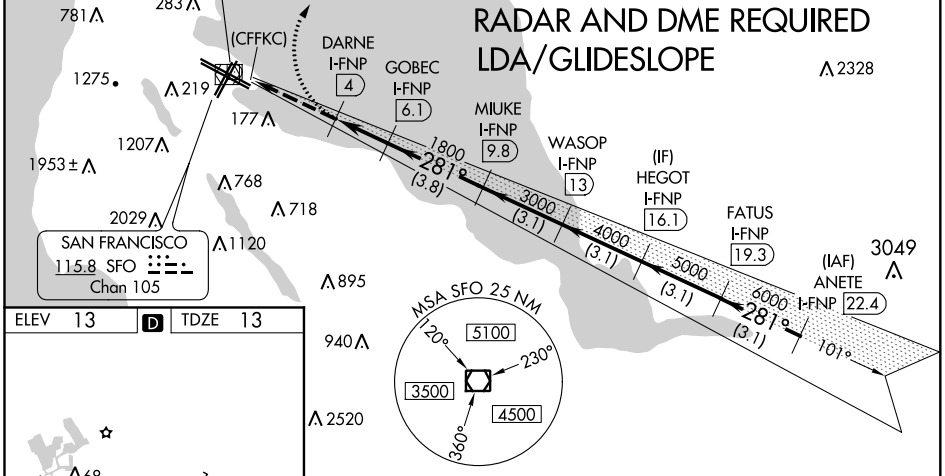 RADAR AND DME REQUIRED
LDA/GLIDESLOPE
781
283
(CFFKC)
1275
219
177
1207
1953±
768
718
2029
1120
895
940
2520
2328
3049
DARNE
I-FNP
4
GOBEC
I-FNP
6.1
MIUKE
I-FNP
9.8
WASOP
I-FNP
13
(IF)
HEGOT
I-FNP
16.1
FATUS
I-FNP
19.3
(IAF)
ANETE
I-FNP 22.4
1800
281°
(3.8)
3000
(3.1)
4000
(3.1)
5000
(3.1)
6000
281°
(3.1)
101°
SAN FRANCISCO
115.8 SFO
Chan 105
ELEV 13 D TDZE 13
MSA SFO 25 NM
120°
5100
230°
3500
4500
360°
68